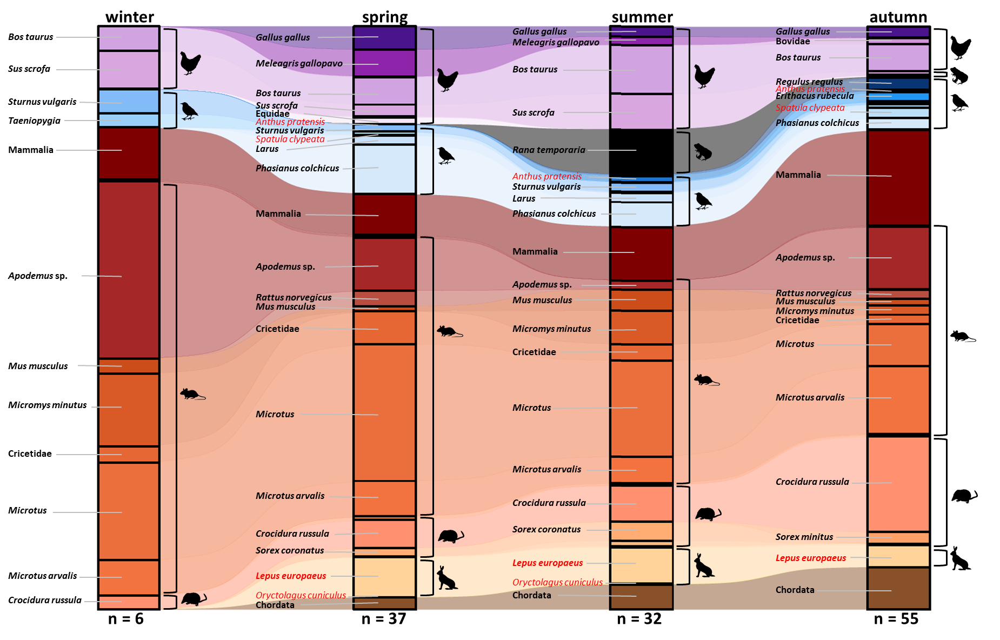 winter
Bos taurus
Sus scrofa
Sturnus vulgaris
Taeniopygia
Mammalia
Apodemus sp.
Mus musculus
Micromys minutus
Cricetidae
Microtus
Microtus arvalis
Crocidura russula
n = 6
spring
Gallus gallus
Meleagris gallopavo
Bos taurus
Sus scrofa
Equidae
Anthus pratensis
Sturnus vulgaris
Spatula clypeata
Larus
Phasianus colchicus
Mammalia
Apodemus sp.
Rattus norvegicus
Mus musculus
Cricetidae
Microtus
Microtus arvalis
Crocidura russula
Sorex coronatus
Lepus europaeus
Oryctolagus cuniculus
Chordata
n = 37
summer
Gallus gallus
Meleagris gallopavo
Bos taurus
Sus scrofa
Rana temporaria
Anthus pratensis
Sturnus vulgaris
Larus
Phasianus colchicus
Mammalia
Apodemus sp.
Mus musculus
Micromys minutus
Cricetidae
Microtus
Microtus arvalis
Crocidura russula
Sorex coronatus
Lepus europaeus
Oryctolagus cuniculus
Chordata
n = 32
autumn
Gallus gallus
Bovidae
Bos taurus
Regulus regulus
Anthus pratensis
Erithacus rubecula
Spatula clypeata
Phasianus colchicus
Mammalia
Apodemus sp.
Rattus norvegicus
Mus musculus
Micromys minutus
Cricetidae
Microtus
Microtus arvalis
Crocidura russula
Sorex minitus
Lepus europaeus
Chordata
n = 55